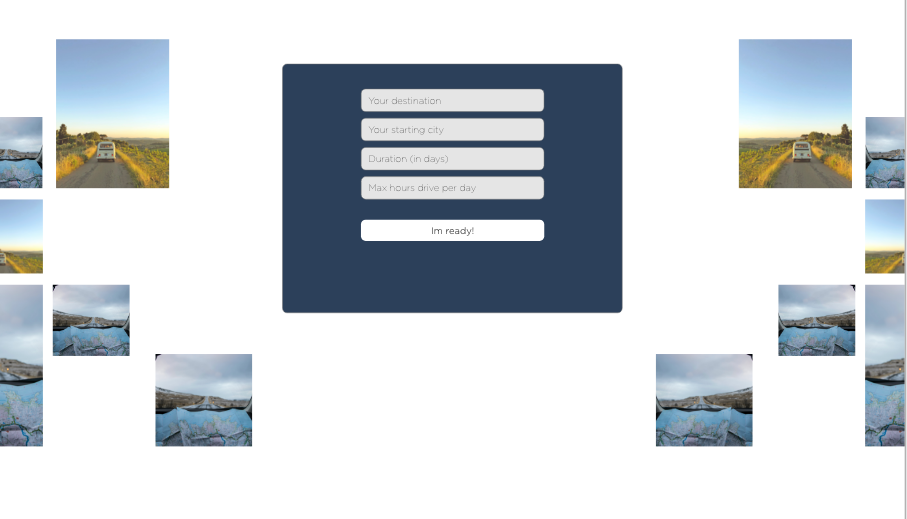 Your destination
Your starting city
Duration (in days)
Max hours drive per day
Im ready!